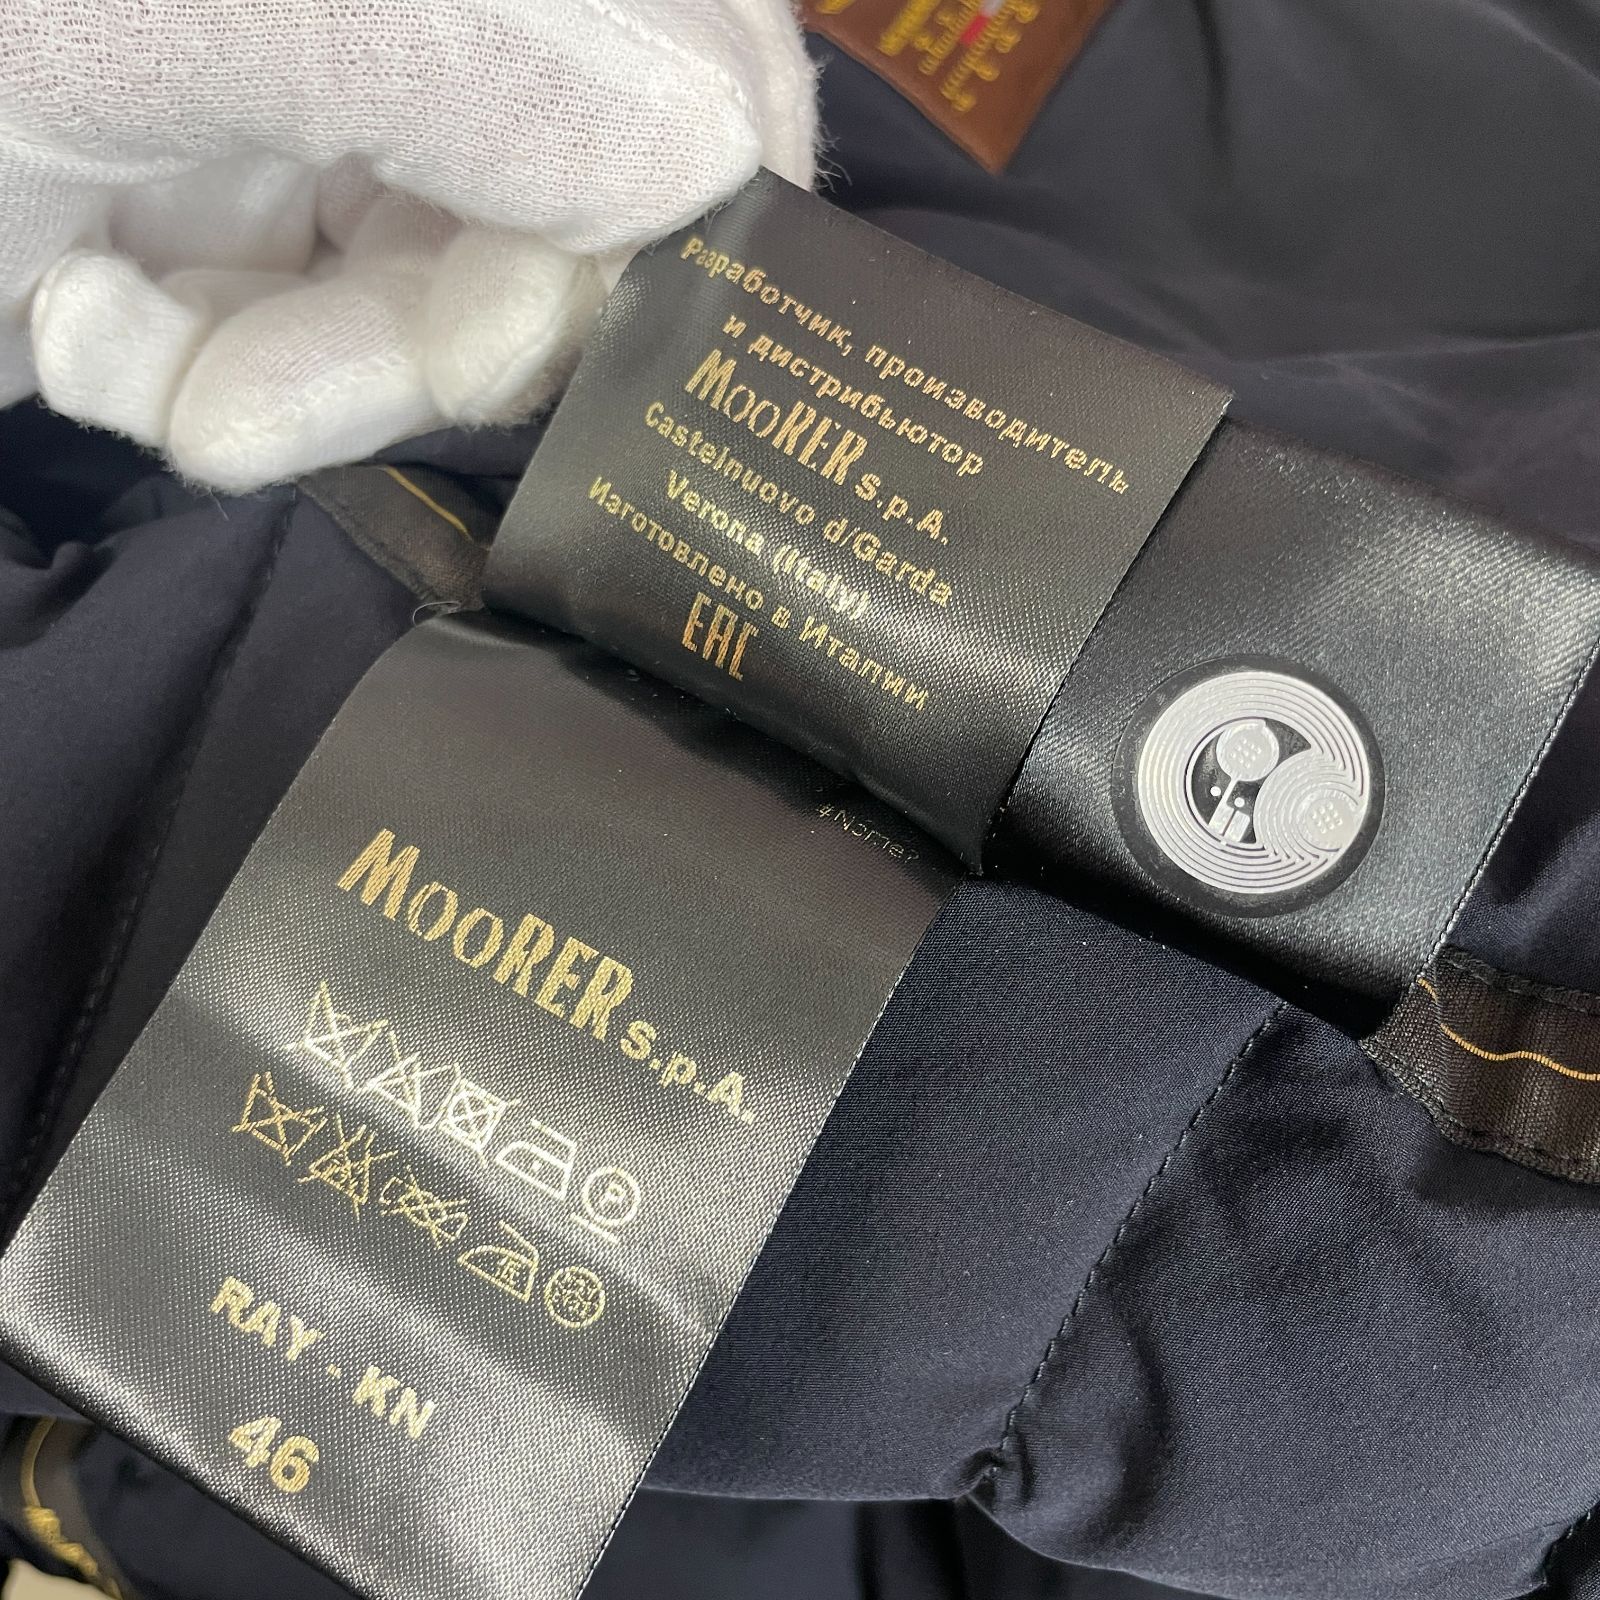 Разработчик, производитель
и дистрибьютор
MOORER s.p.A.
Castelnuovo d/Garda
Verona (Italy)
Изготовлено в Италии
EAC
MOORER s.p.A.
P
RAY - KN
46